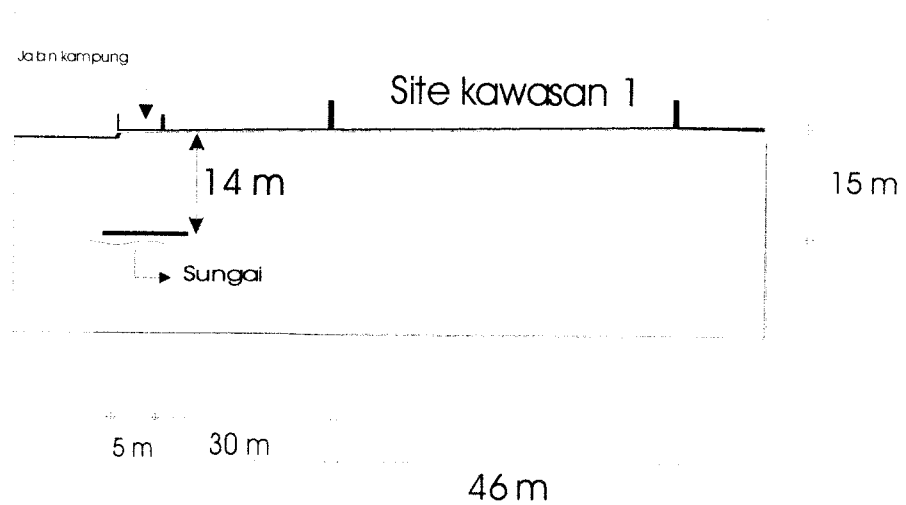 Jalan kampung
Site kawasan 1
14 m
15 m
Sungai
5 m
30 m
46 m